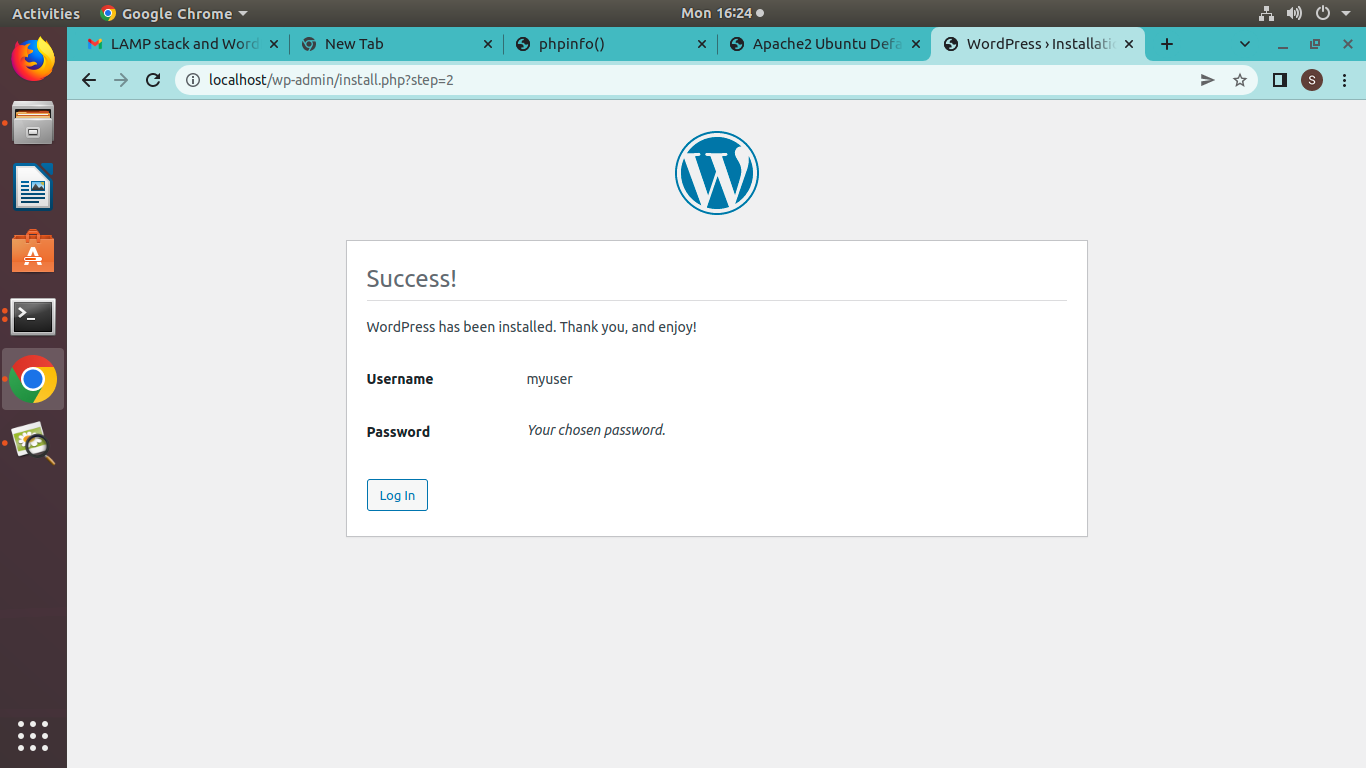 Activities Google Chrome Mon 16:24
LAMP stack and Word New Tab phpinfo() Apache2 Ubuntu Defa WordPress › Installatio
localhost/wp-admin/install.php?step=2 S
Success!
WordPress has been installed. Thank you, and enjoy!
Username myuser
Password Your chosen password.
Log In